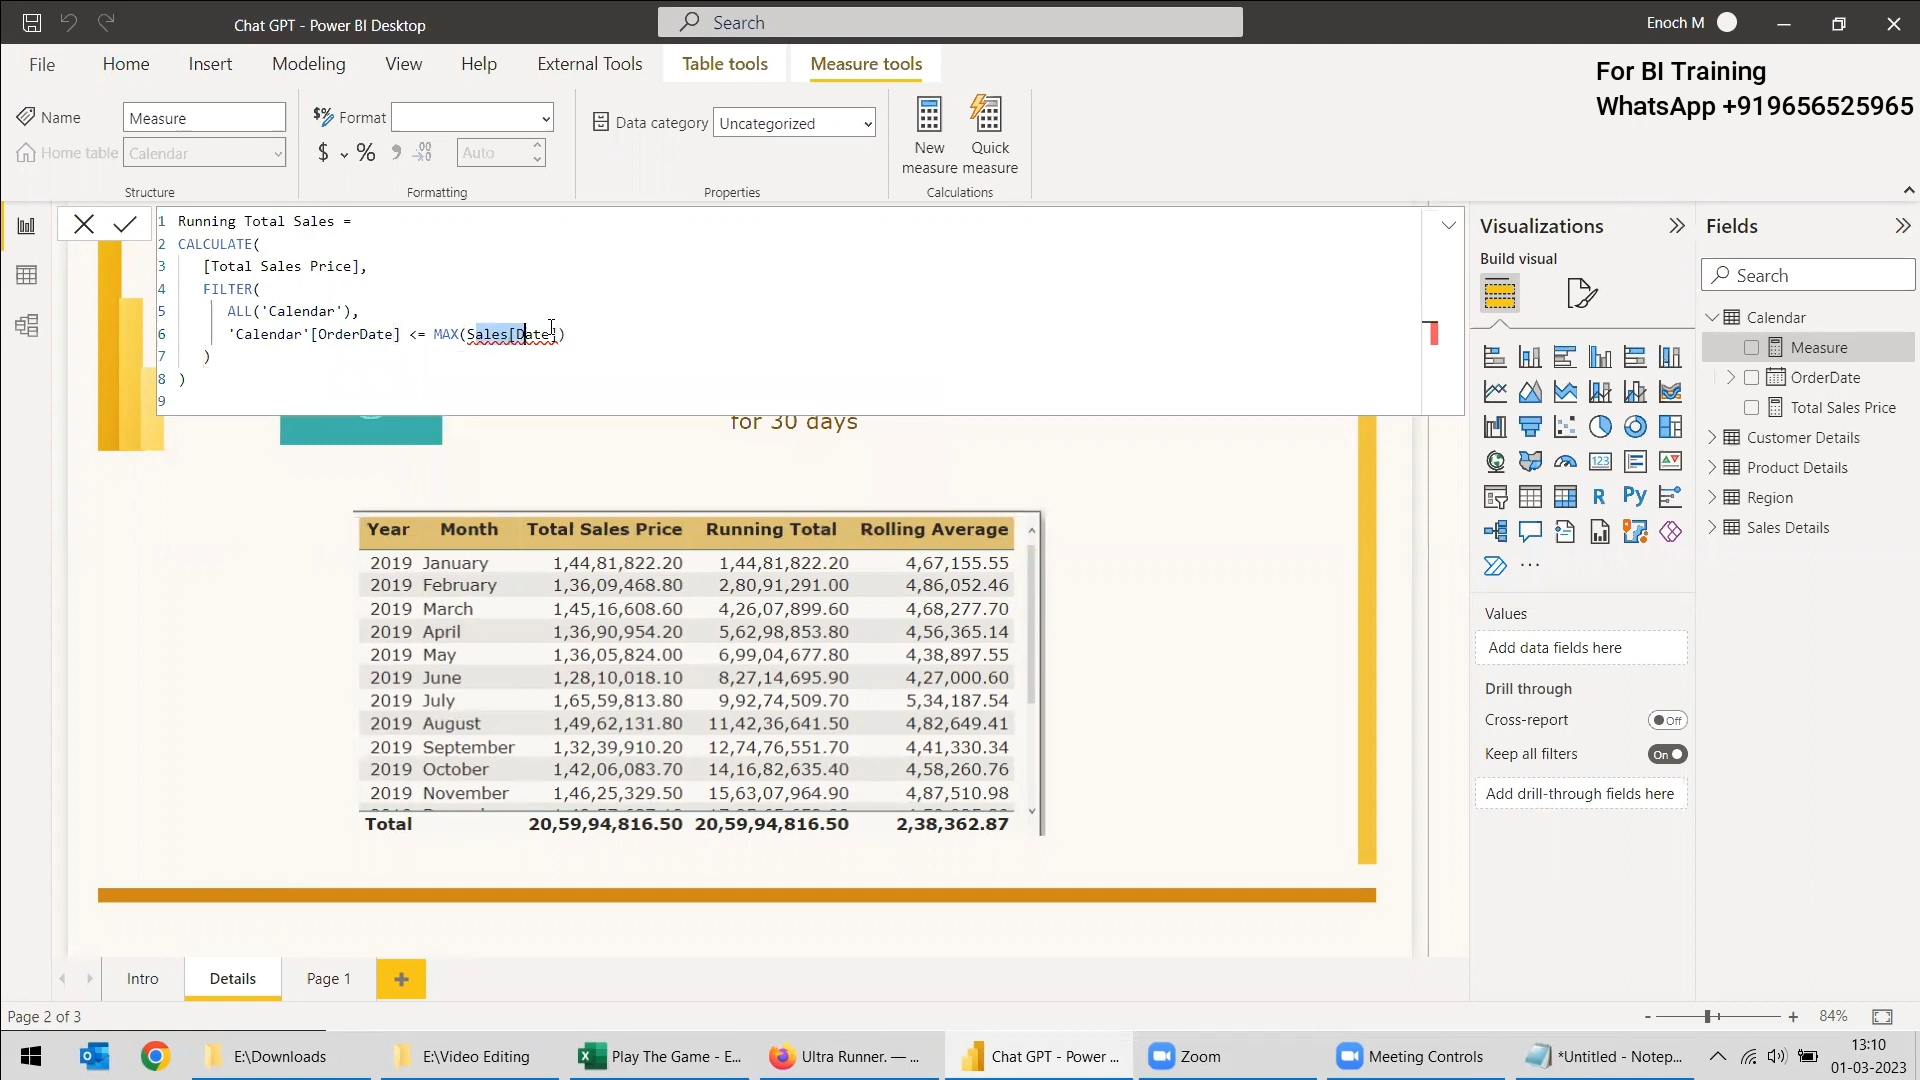 Chat GPT - Power BI Desktop
Search
Enoch M
File Home Insert Modeling View Help External Tools Table tools Measure tools
For BI Training
WhatsApp +919656525965
Name Measure
Home table Calendar
Structure
Format
$ % Auto
Formatting
Data category Uncategorized
Properties
New measure
Quick measure
Calculations
1 Running Total Sales =
2 CALCULATE(
3 [Total Sales Price],
4 FILTER(
5 ALL('Calendar'),
6 'Calendar'[OrderDate] <= MAX(Sales[Date])
7 )
8 )
9
for 30 days
Year Month Total Sales Price Running Total Rolling Average
2019 January 1,44,81,822.20 1,44,81,822.20 4,67,155.55
2019 February 1,36,09,468.80 2,80,91,291.00 4,86,052.46
2019 March 1,45,16,608.60 4,26,07,899.60 4,68,277.70
2019 April 1,36,90,954.20 5,62,98,853.80 4,56,365.14
2019 May 1,36,05,824.00 6,99,04,677.80 4,38,897.55
2019 June 1,28,10,018.10 8,27,14,695.90 4,27,000.60
2019 July 1,65,59,813.80 9,92,74,509.70 5,34,187.54
2019 August 1,49,62,131.80 11,42,36,641.50 4,82,649.41
2019 September 1,32,39,910.20 12,74,76,551.70 4,41,330.34
2019 October 1,42,06,083.70 14,16,82,635.40 4,58,260.76
2019 November 1,46,25,329.50 15,63,07,964.90 4,87,510.98
Total 20,59,94,816.50 20,59,94,816.50 2,38,362.87
Visualizations
Build visual
123
R Py
Values
Add data fields here
Drill through
Cross-report Off
Keep all filters On
Add drill-through fields here
Fields
Search
Calendar
Measure
OrderDate
Total Sales Price
Customer Details
Product Details
Region
Sales Details
Intro Details Page 1 +
Page 2 of 3
- + 84%
E:\Downloads
E:\Video Editing
Play The Game - E...
Ultra Runner. — ...
Chat GPT - Power ...
Zoom
Meeting Controls
*Untitled - Notep...
13:10
01-03-2023